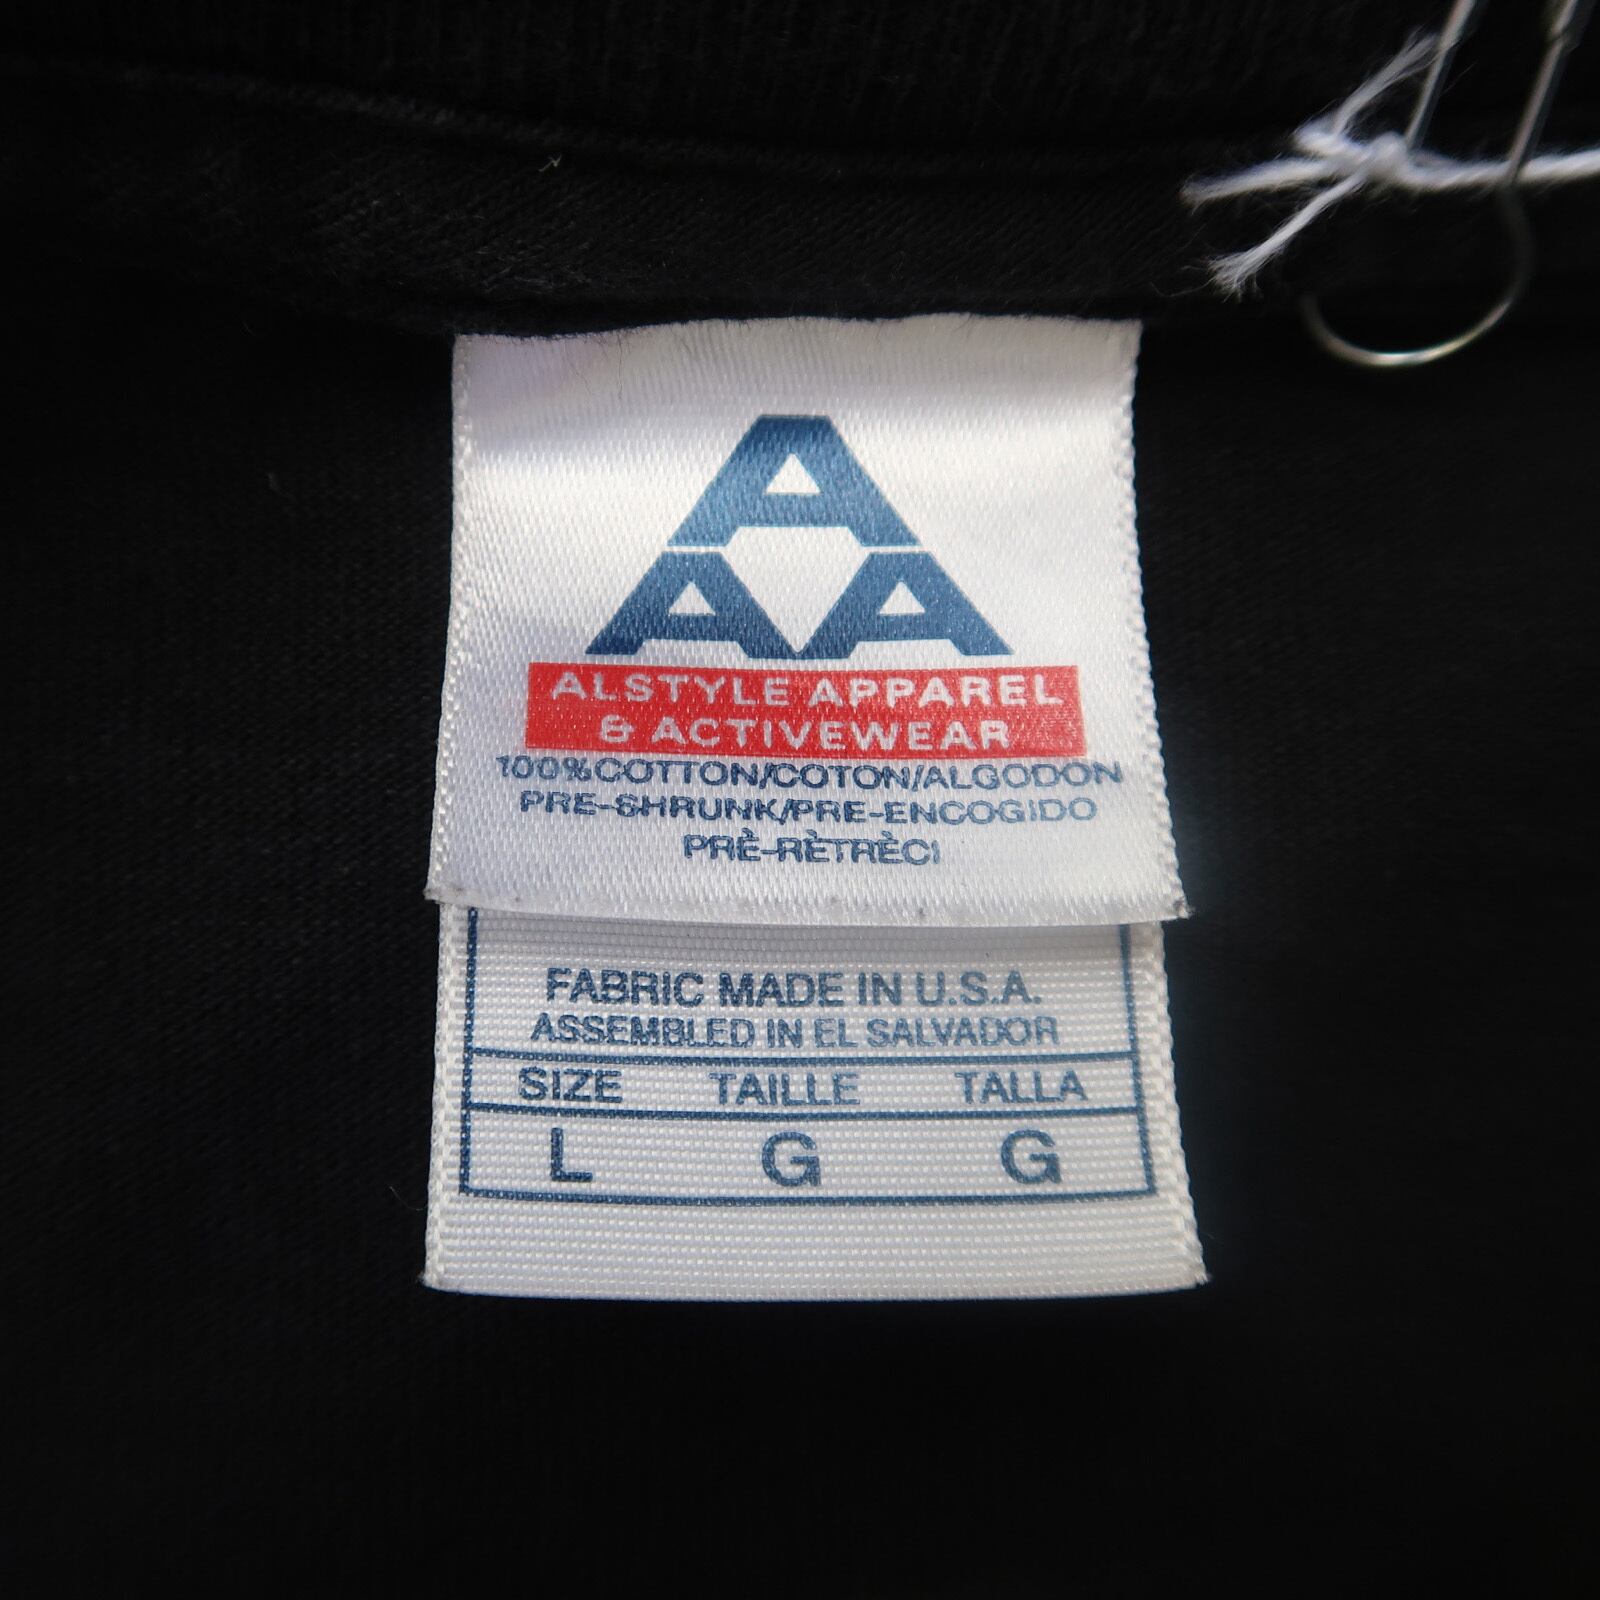 A
AA
ALSTYLE APPAREL
& ACTIVEWEAR
100%COTTON/COTON/ALGODON
PRE-SHRUNK/PRE-ENCOGIDO
PRÈ-RÈTRÈCI
FABRIC MADE IN U.S.A.
ASSEMBLED IN EL SALVADOR
SIZE TAILLE TALLA
L G G